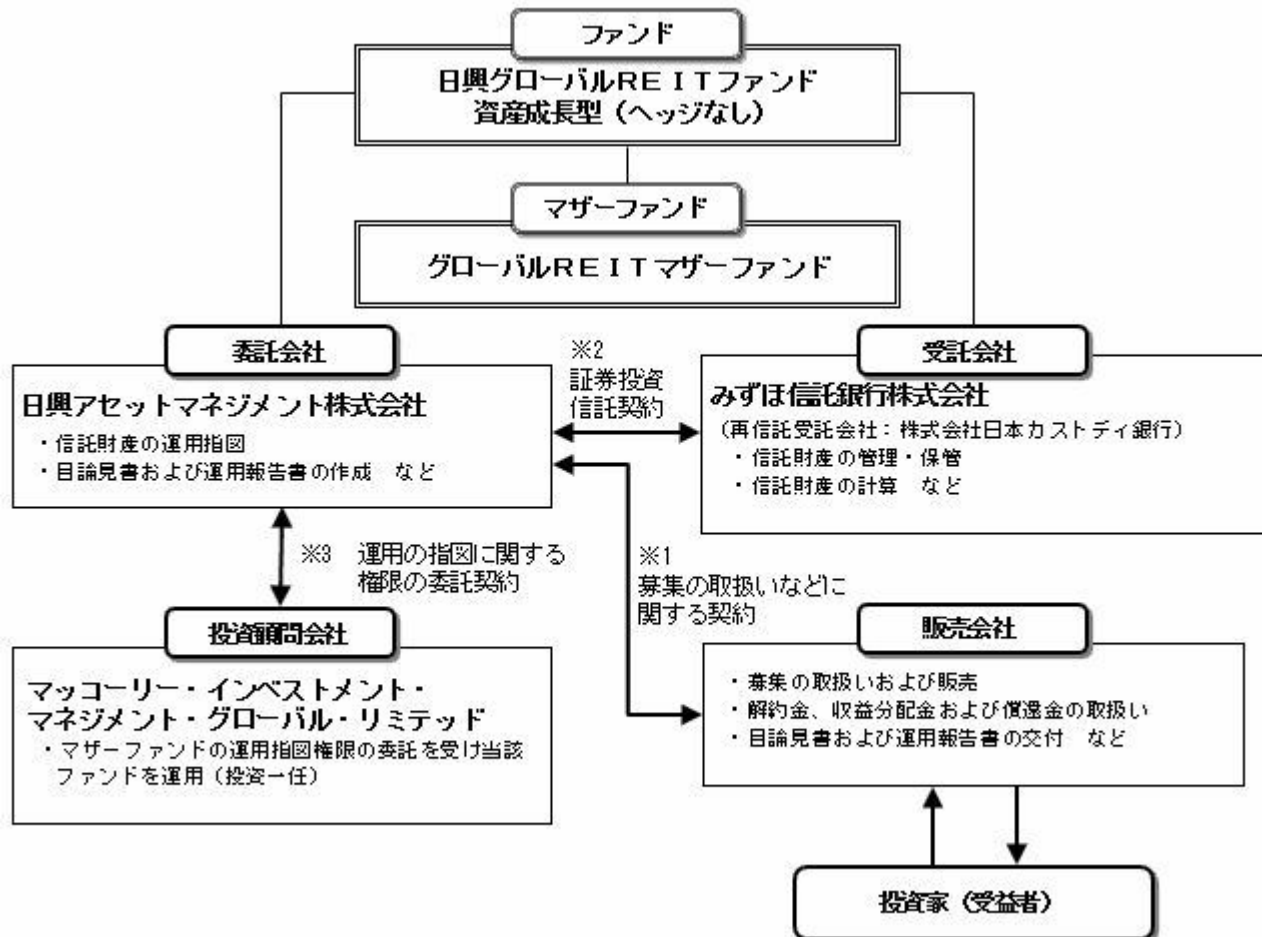 ファンド
日興グローバルＲＥＩＴファンド
資産成長型（ヘッジなし）
マザーファンド
グローバルＲＥＩＴマザーファンド
委託会社
日興アセットマネジメント株式会社
・信託財産の運用指図
・目論見書および運用報告書の作成　など
※2
証券投資
信託契約
受託会社
みずほ信託銀行株式会社
（再信託受託会社：株式会社日本カストディ銀行）
・信託財産の管理・保管
・信託財産の計算　など
※3　運用の指図に関する
権限の委託契約
※1
募集の取扱いなどに
関する契約
投資顧問会社
マッコーリー・インベストメント・
マネジメント・グローバル・リミテッド
・マザーファンドの運用指図権限の委託を受け当該
ファンドを運用（投資一任）
販売会社
・募集の取扱いおよび販売
・解約金、収益分配金および償還金の取扱い
・目論見書および運用報告書の交付　など
投資家（受益者）